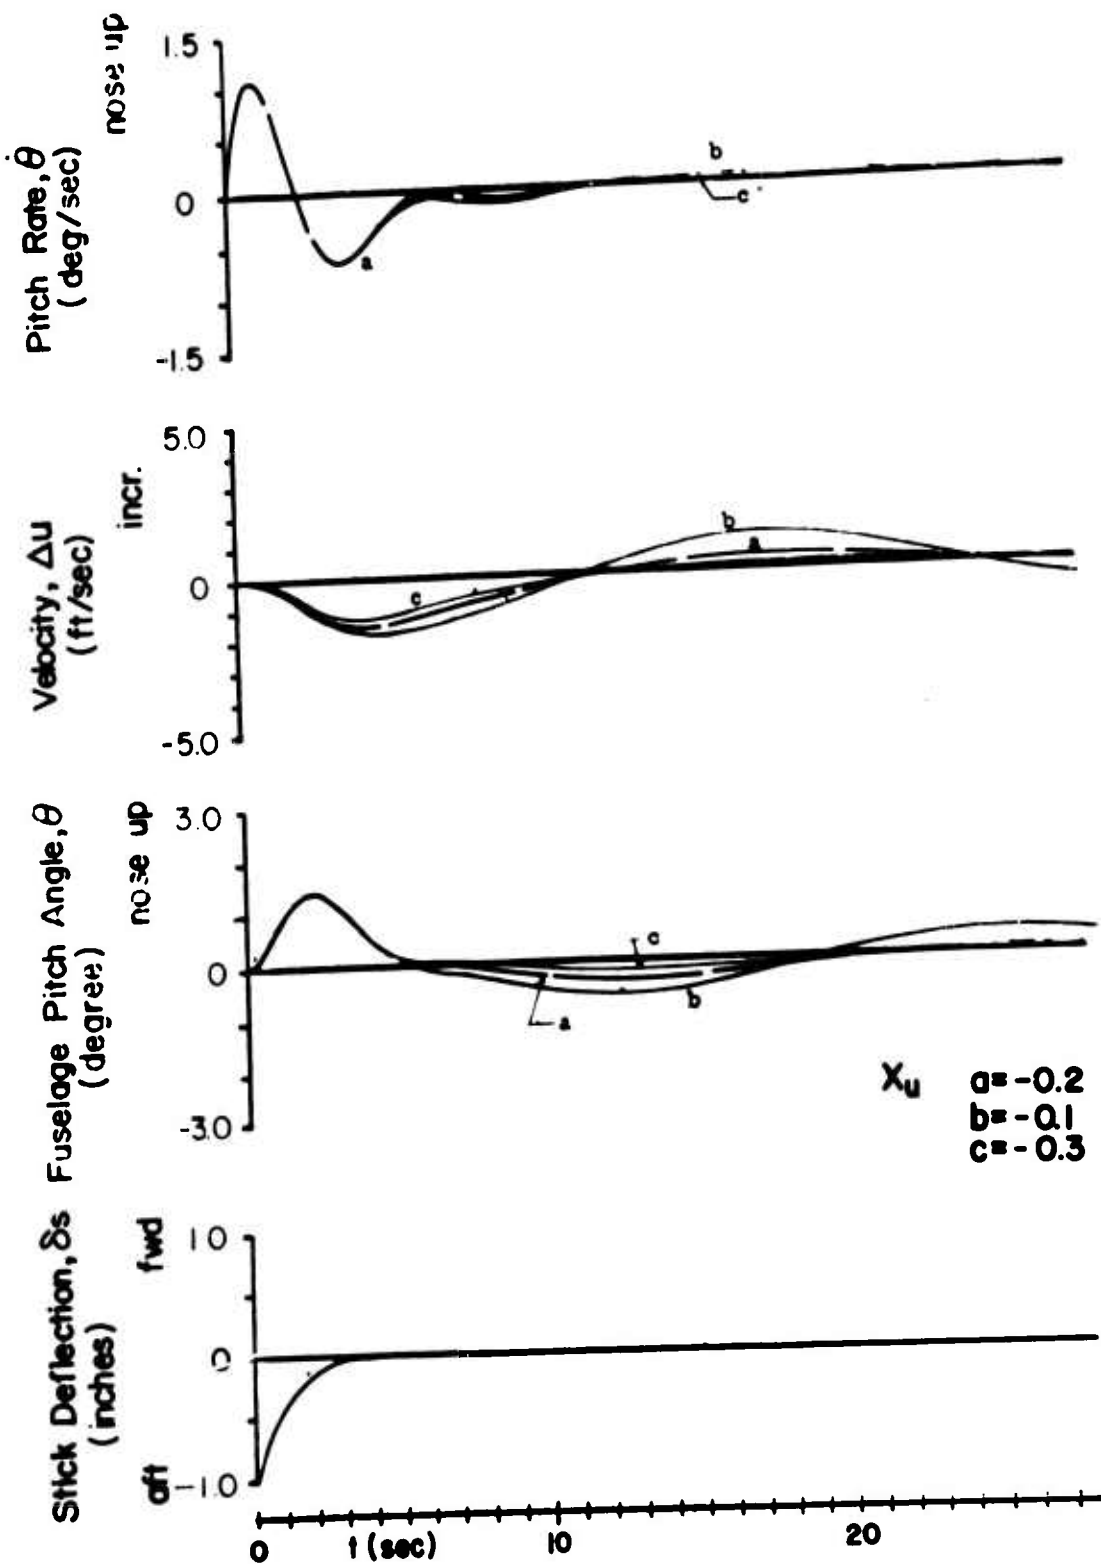 Pitch Rate, θ̇
(deg/sec)
nose up
1.5
0
-1.5
a
b
c
Velocity, Δu
(ft/sec)
incr.
5.0
0
-5.0
c
b
a
Fuselage Pitch Angle, θ
(degree)
nose up
3.0
0
-3.0
c
b
a
Xu a = -0.2
b = -0.1
c = -0.3
Stick Deflection, δs
(inches)
fwd
1.0
0
aft -1.0
0 t (sec) 10 20